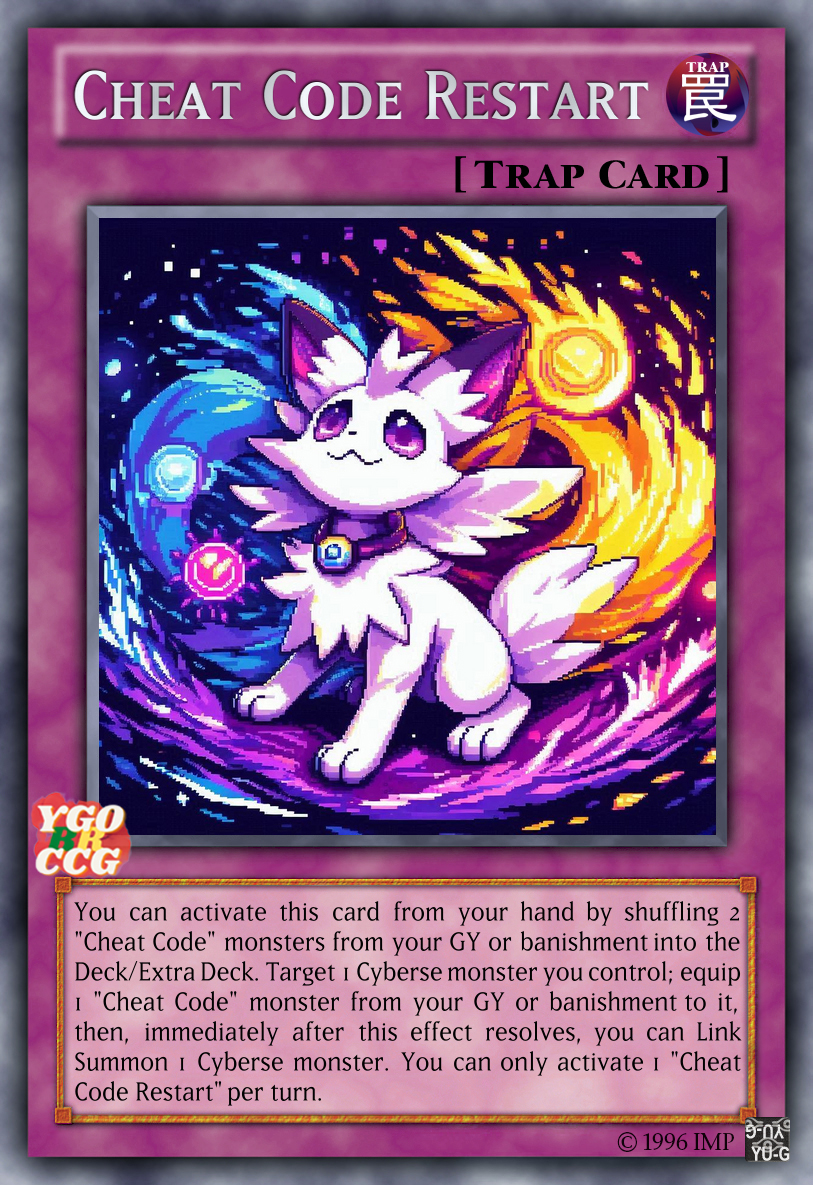 Cheat Code Restart
TRAP
罠
[Trap Card]
YGO
BR
CCG
You can activate this card from your hand by shuffling 2
"Cheat Code" monsters from your GY or banishment into the
Deck/Extra Deck. Target 1 Cyberse monster you control; equip
1 "Cheat Code" monster from your GY or banishment to it,
then, immediately after this effect resolves, you can Link
Summon 1 Cyberse monster. You can only activate 1 "Cheat
Code Restart" per turn.
© 1996 IMP
YU-G